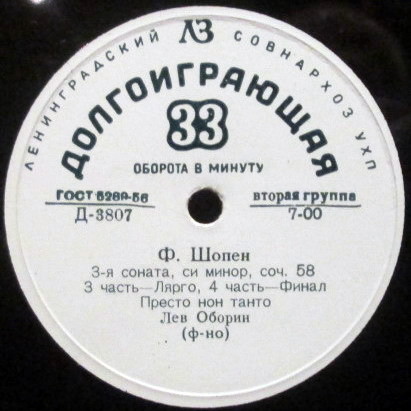 ЛЗ
ЛЕНИНГРАДСКИЙ СОВНАРХОЗ УХП
ДОЛГОИГРАЮЩАЯ
33
ОБОРОТА В МИНУТУ
ГОСТ 5289-56 вторая группа
Д-3807 7-00
Ф. Шопен
3-я соната, си минор, соч. 58
3 часть—Лярго, 4 часть—Финал
Престо нон танто
Лев Оборин
(ф-но)